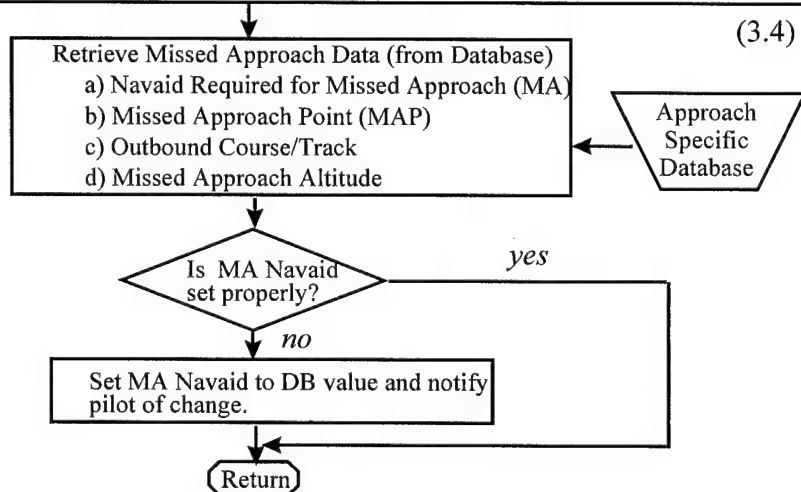 (3.4)
Retrieve Missed Approach Data (from Database)
a) Navaid Required for Missed Approach (MA)
b) Missed Approach Point (MAP)
c) Outbound Course/Track
d) Missed Approach Altitude
Approach
Specific
Database
Is MA Navaid
set properly?
yes
no
Set MA Navaid to DB value and notify
pilot of change.
Return